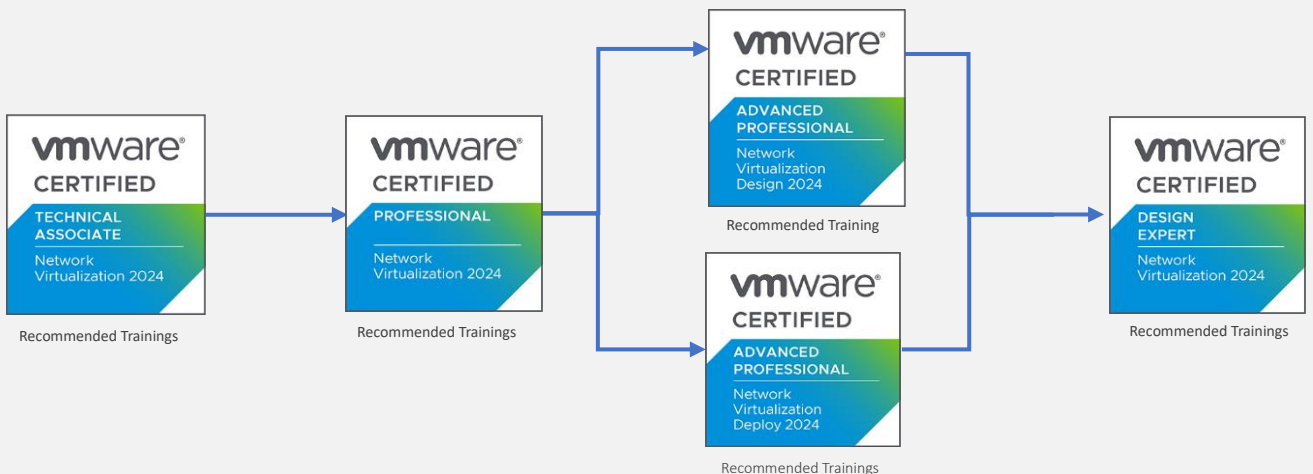 vmware®
CERTIFIED
TECHNICAL
ASSOCIATE
Network
Virtualization 2024
Recommended Trainings
vmware®
CERTIFIED
PROFESSIONAL
Network
Virtualization 2024
Recommended Trainings
vmware®
CERTIFIED
ADVANCED
PROFESSIONAL
Network
Virtualization
Design 2024
Recommended Training
vmware®
CERTIFIED
ADVANCED
PROFESSIONAL
Network
Virtualization
Deploy 2024
Recommended Trainings
vmware®
CERTIFIED
DESIGN
EXPERT
Network
Virtualization 2024
Recommended Trainings